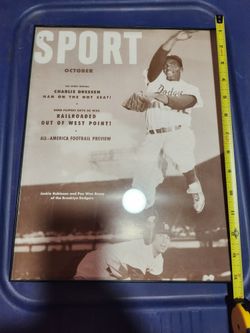 SPORT
OCTOBER
CHARLIE DRESSEN
MAN ON THE HOT SEAT!
RAILROADED
OUT OF WEST POINT!
ALL-AMERICA FOOTBALL PREVIEW
Dodgers
Jackie Robinson and Pee Wee Reese
of the Brooklyn Dodgers